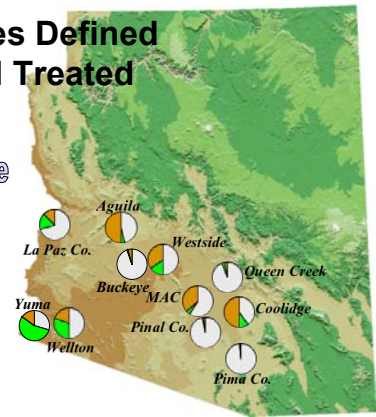 es Defined
l Treated
e
Aguila
Westside
La Paz Co.
Buckeye
Queen Creek
MAC
Coolidge
Yuma
Pinal Co.
Wellton
Pima Co.